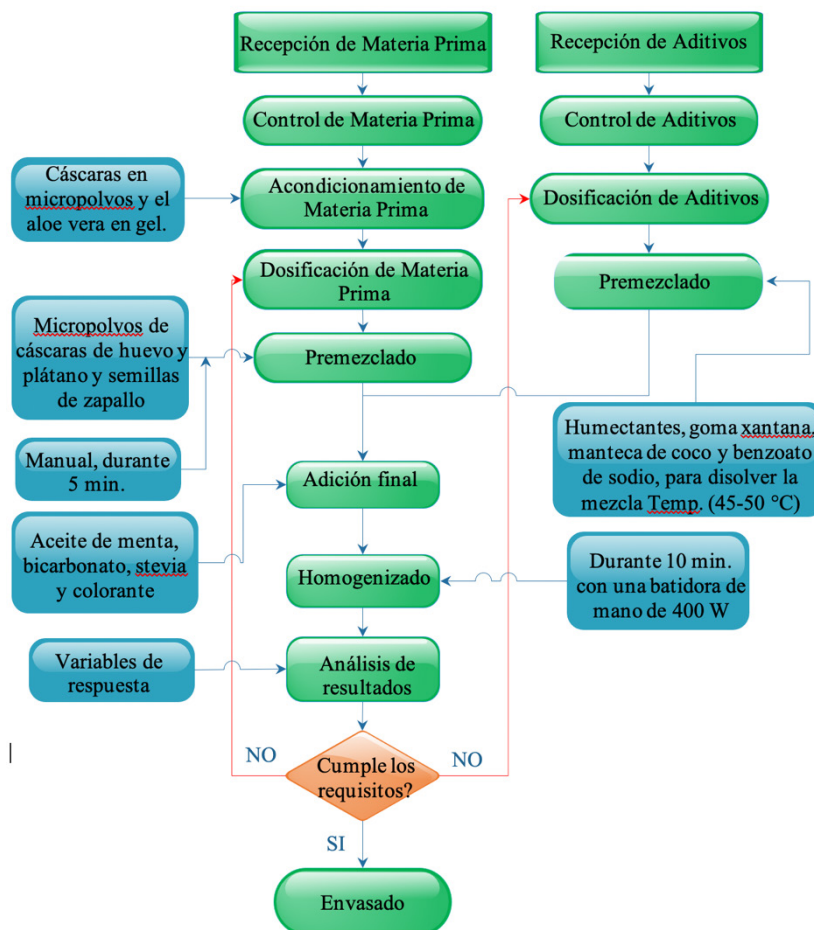 Recepción de Materia Prima
Recepción de Aditivos
Control de Materia Prima
Control de Aditivos
Cáscaras en
micropolvos y el
aloe vera en gel.
Acondicionamiento de
Materia Prima
Dosificación de Aditivos
Dosificación de Materia
Prima
Premezclado
Micropolvos de
cáscaras de huevo y
plátano y semillas
de zapallo
Premezclado
Manual, durante
5 min.
Humectantes, goma xantana,
manteca de coco y benzoato
de sodio, para disolver la
mezcla Temp. (45-50 °C)
Adición final
Aceite de menta,
bicarbonato, stevia
y colorante
Homogenizado
Durante 10 min.
con una batidora de
mano de 400 W
Variables de
respuesta
Análisis de
resultados
NO
NO
Cumple los
requisitos?
SI
Envasado